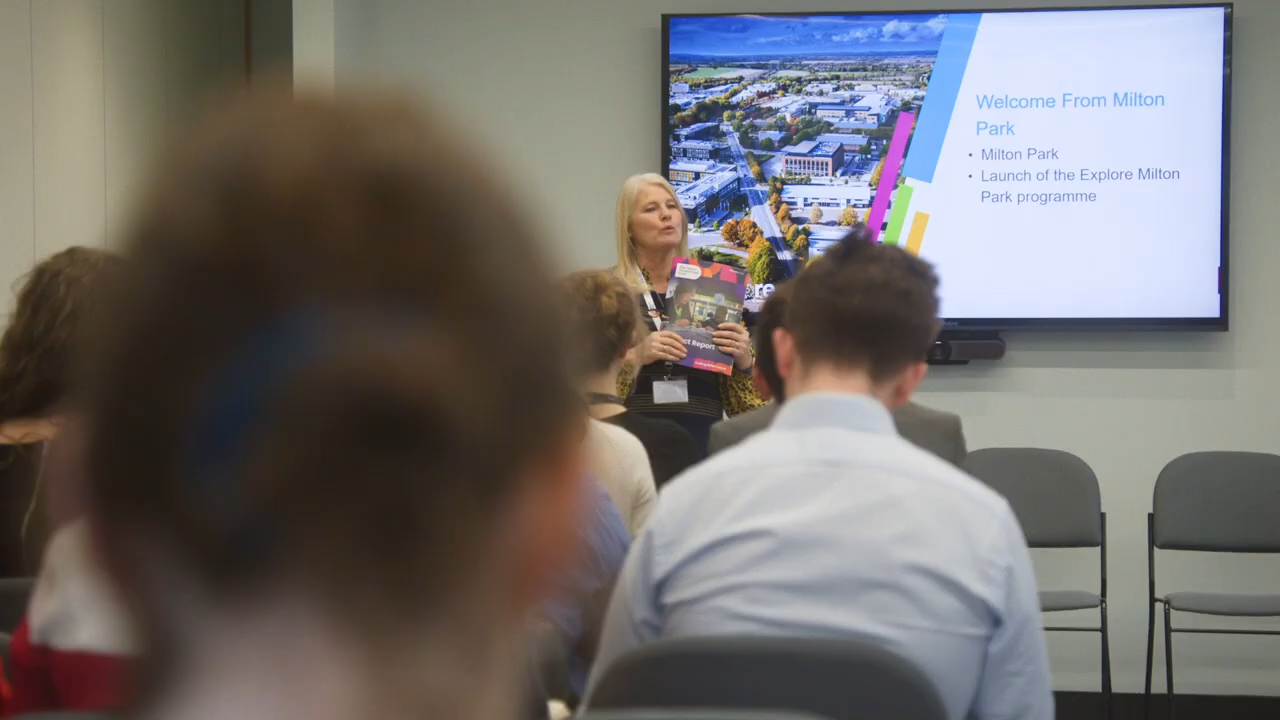 Welcome From Milton
Park
• Milton Park
• Launch of the Explore Milton
Park programme
ct Report